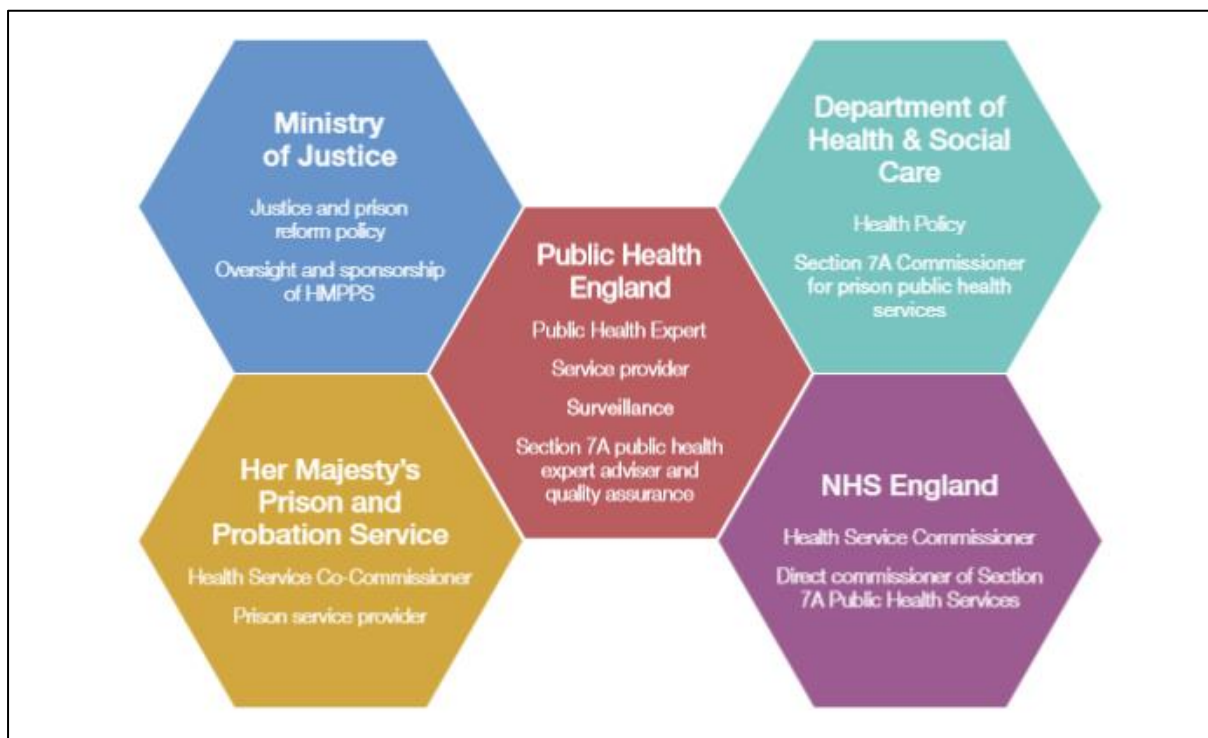 Ministry
of Justice
Justice and prison
reform policy
Oversight and sponsorship
of HMPPS
Department of
Health & Social
Care
Health Policy
Section 7A Commissioner
for prison public health
services
Public Health
England
Public Health Expert
Service provider
Surveillance
Section 7A public health
expert adviser and
quality assurance
Her Majesty's
Prison and
Probation Service
Health Service Co-Commissioner
Prison service provider
NHS England
Health Service Commissioner
Direct commissioner of Section
7A Public Health Services